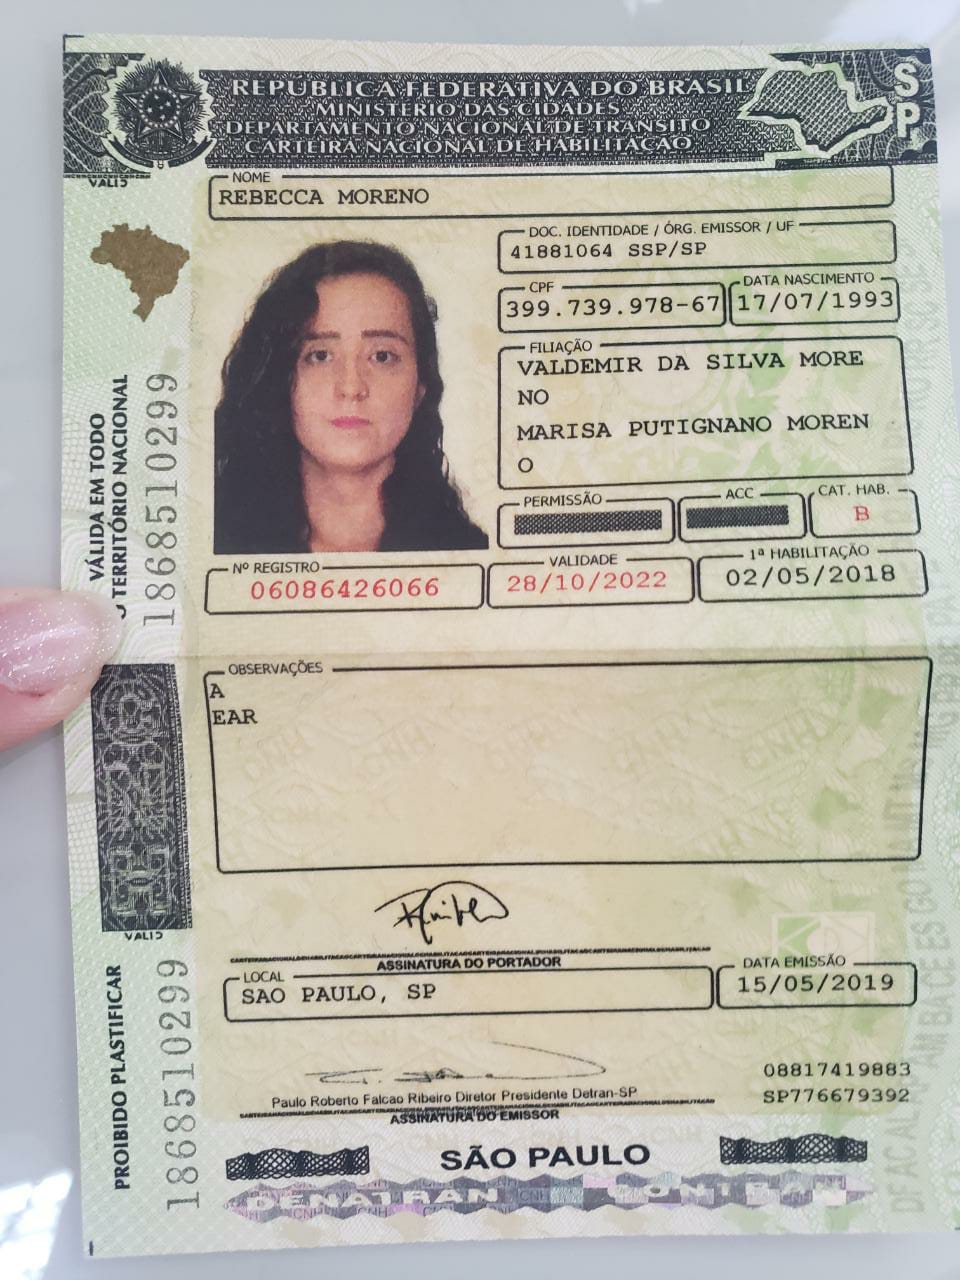 REPÚBLICA FEDERATIVA DO BRASIL
MINISTÉRIO DAS CIDADES
DEPARTAMENTO NACIONAL DE TRÂNSITO
CARTEIRA NACIONAL DE HABILITAÇÃO
SP
NOME
REBECCA MORENO
DOC. IDENTIDADE / ÓRG. EMISSOR / UF
41881064 SSP/SP
CPF
399.739.978-67
DATA NASCIMENTO
17/07/1993
FILIAÇÃO
VALDEMIR DA SILVA MORE
NO
MARISA PUTIGNANO MOREN
O
PERMISSÃO
ACC
CAT. HAB.
B
Nº REGISTRO
06086426066
VALIDADE
28/10/2022
1ª HABILITAÇÃO
02/05/2018
VÁLIDA EM TODO
O TERRITÓRIO NACIONAL
1868510299
OBSERVAÇÕES
A
EAR
ASSINATURA DO PORTADOR
LOCAL
SAO PAULO, SP
DATA EMISSÃO
15/05/2019
PROIBIDO PLASTIFICAR
1868510299
08817419883
SP776679392
Paulo Roberto Falcao Ribeiro Diretor Presidente Detran-SP
ASSINATURA DO EMISSOR
SÃO PAULO
DENATRAN CONTRAN